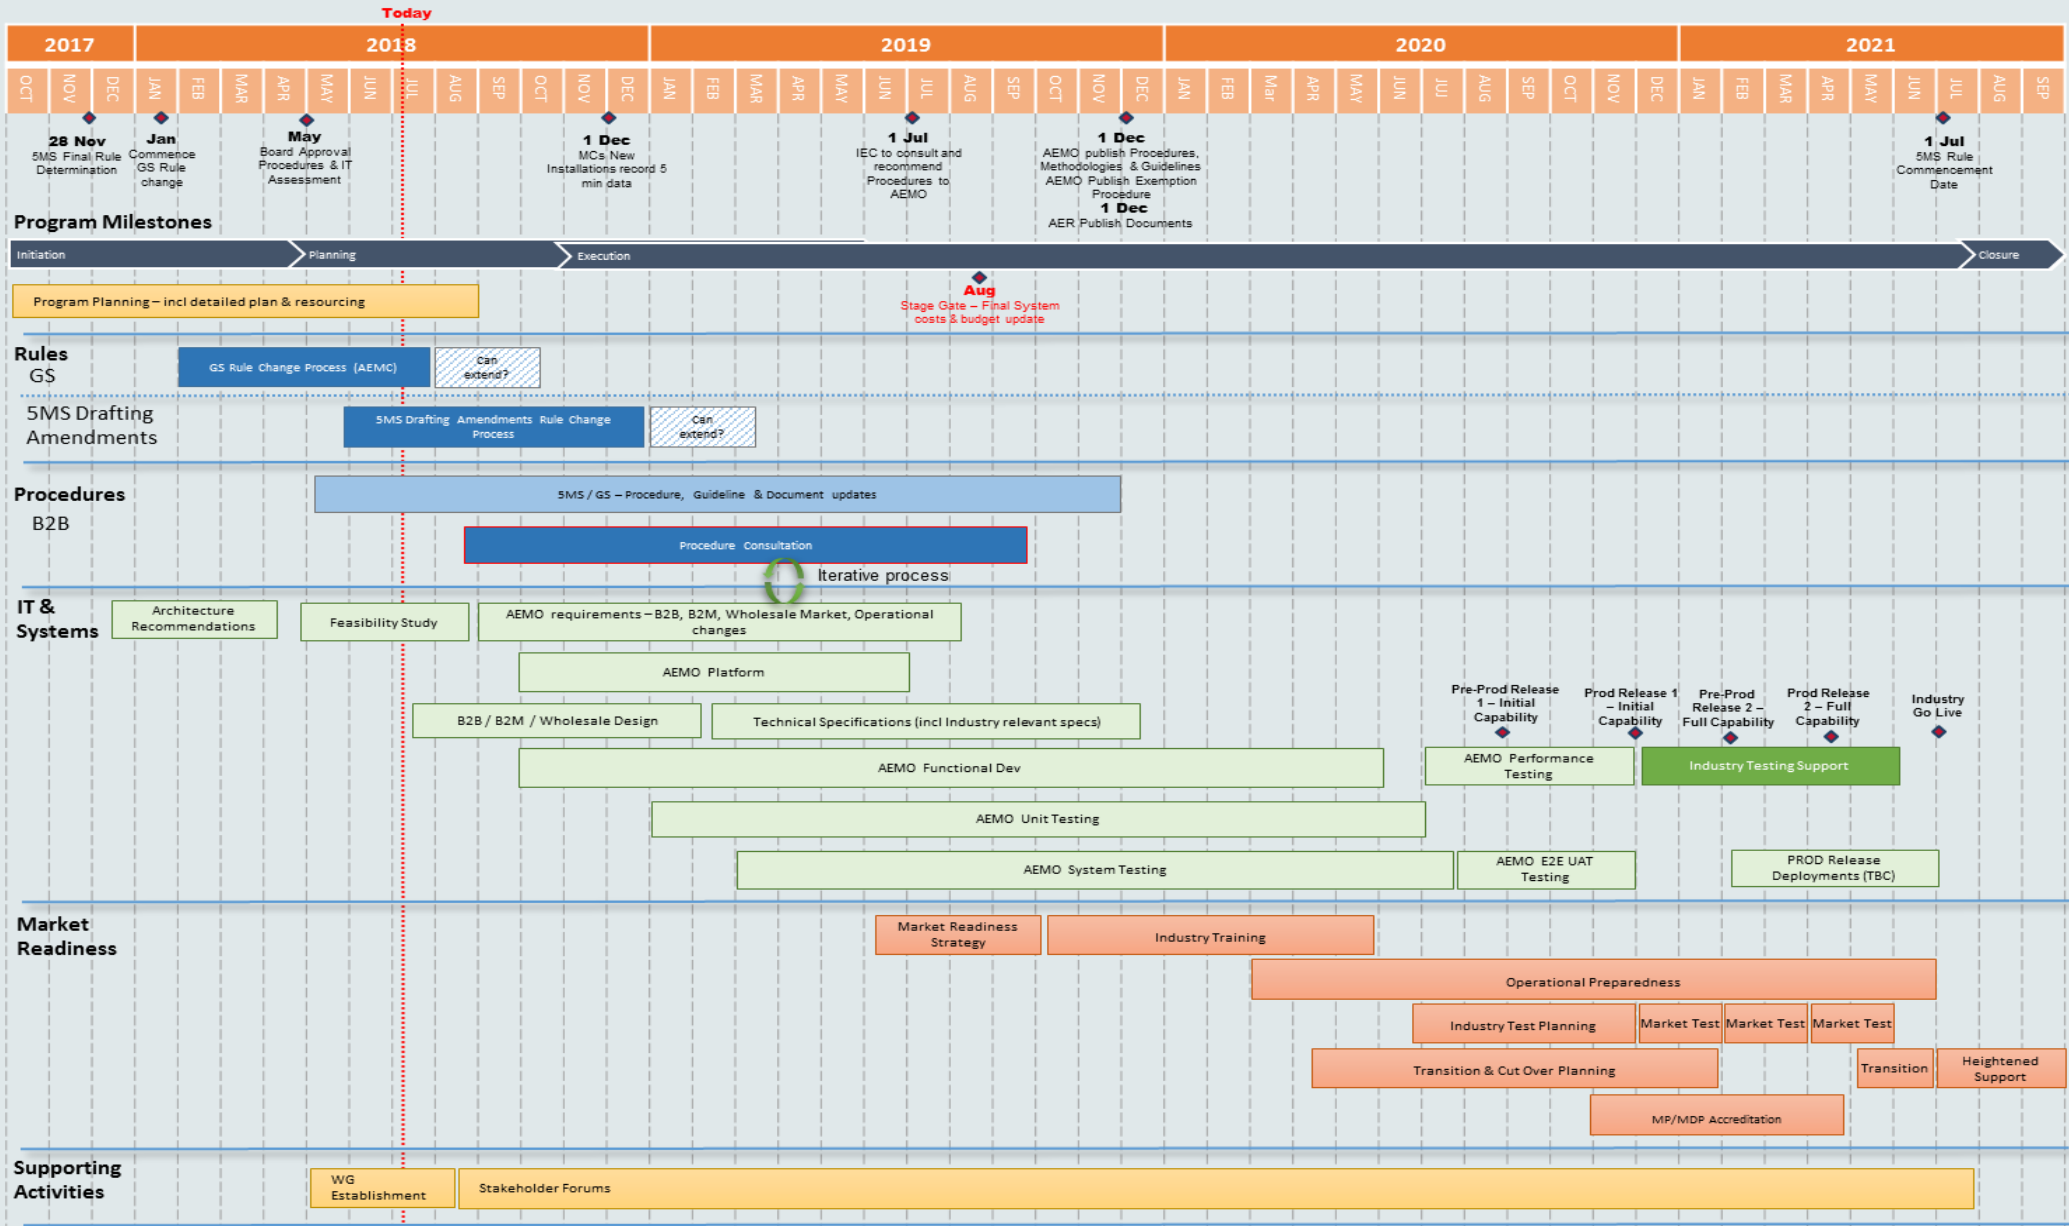 Today
2017 2018 2019 2020 2021
OCT NOV DEC JAN FEB MAR APR MAY JUN JUL AUG SEP OCT NOV DEC JAN FEB MAR APR MAY JUN JUL AUG SEP OCT NOV DEC JAN FEB Mar APR MAY JUN JUJ AUG SEP OCT NOV DEC JAN FEB MAR APR MAY JUN JUL AUG SEP
28 Nov
5MS Final Rule
Determination
Jan
Commence
GS Rule
change
May
Board Approval
Procedures & IT
Assessment
1 Dec
MCs New
Installations record 5
min data
1 Jul
IEC to consult and
recommend
Procedures to
AEMO
1 Dec
AEMO publish Procedures,
Methodologies & Guidelines
AEMO Publish Exemption
Procedure
1 Dec
AER Publish Documents
1 Jul
5MS Rule
Commencement
Date
Program Milestones
Initiation
Planning
Execution
Closure
Program Planning – incl detailed plan & resourcing
Aug
Stage Gate – Final System
costs & budget update
Rules
GS
GS Rule Change Process (AEMC)
Can
extend?
5MS Drafting
Amendments
5MS Drafting Amendments Rule Change
Process
Can
extend?
Procedures
B2B
5MS / GS – Procedure, Guideline & Document updates
Procedure Consultation
Iterative process
IT &
Systems
Architecture
Recommendations
Feasibility Study
AEMO requirements – B2B, B2M, Wholesale Market, Operational
changes
AEMO Platform
B2B / B2M / Wholesale Design
Technical Specifications (incl Industry relevant specs)
Pre-Prod Release
1 – Initial
Capability
Prod Release 1
– Initial
Capability
Pre-Prod
Release 2 –
Full Capability
Prod Release
2 – Full
Capability
Industry
Go Live
AEMO Functional Dev
AEMO Performance
Testing
Industry Testing Support
AEMO Unit Testing
AEMO System Testing
AEMO E2E UAT
Testing
PROD Release
Deployments (TBC)
Market
Readiness
Market Readiness
Strategy
Industry Training
Operational Preparedness
Industry Test Planning
Market Test
Market Test
Market Test
Transition & Cut Over Planning
Transition
Heightened
Support
MP/MDP Accreditation
Supporting
Activities
WG
Establishment
Stakeholder Forums